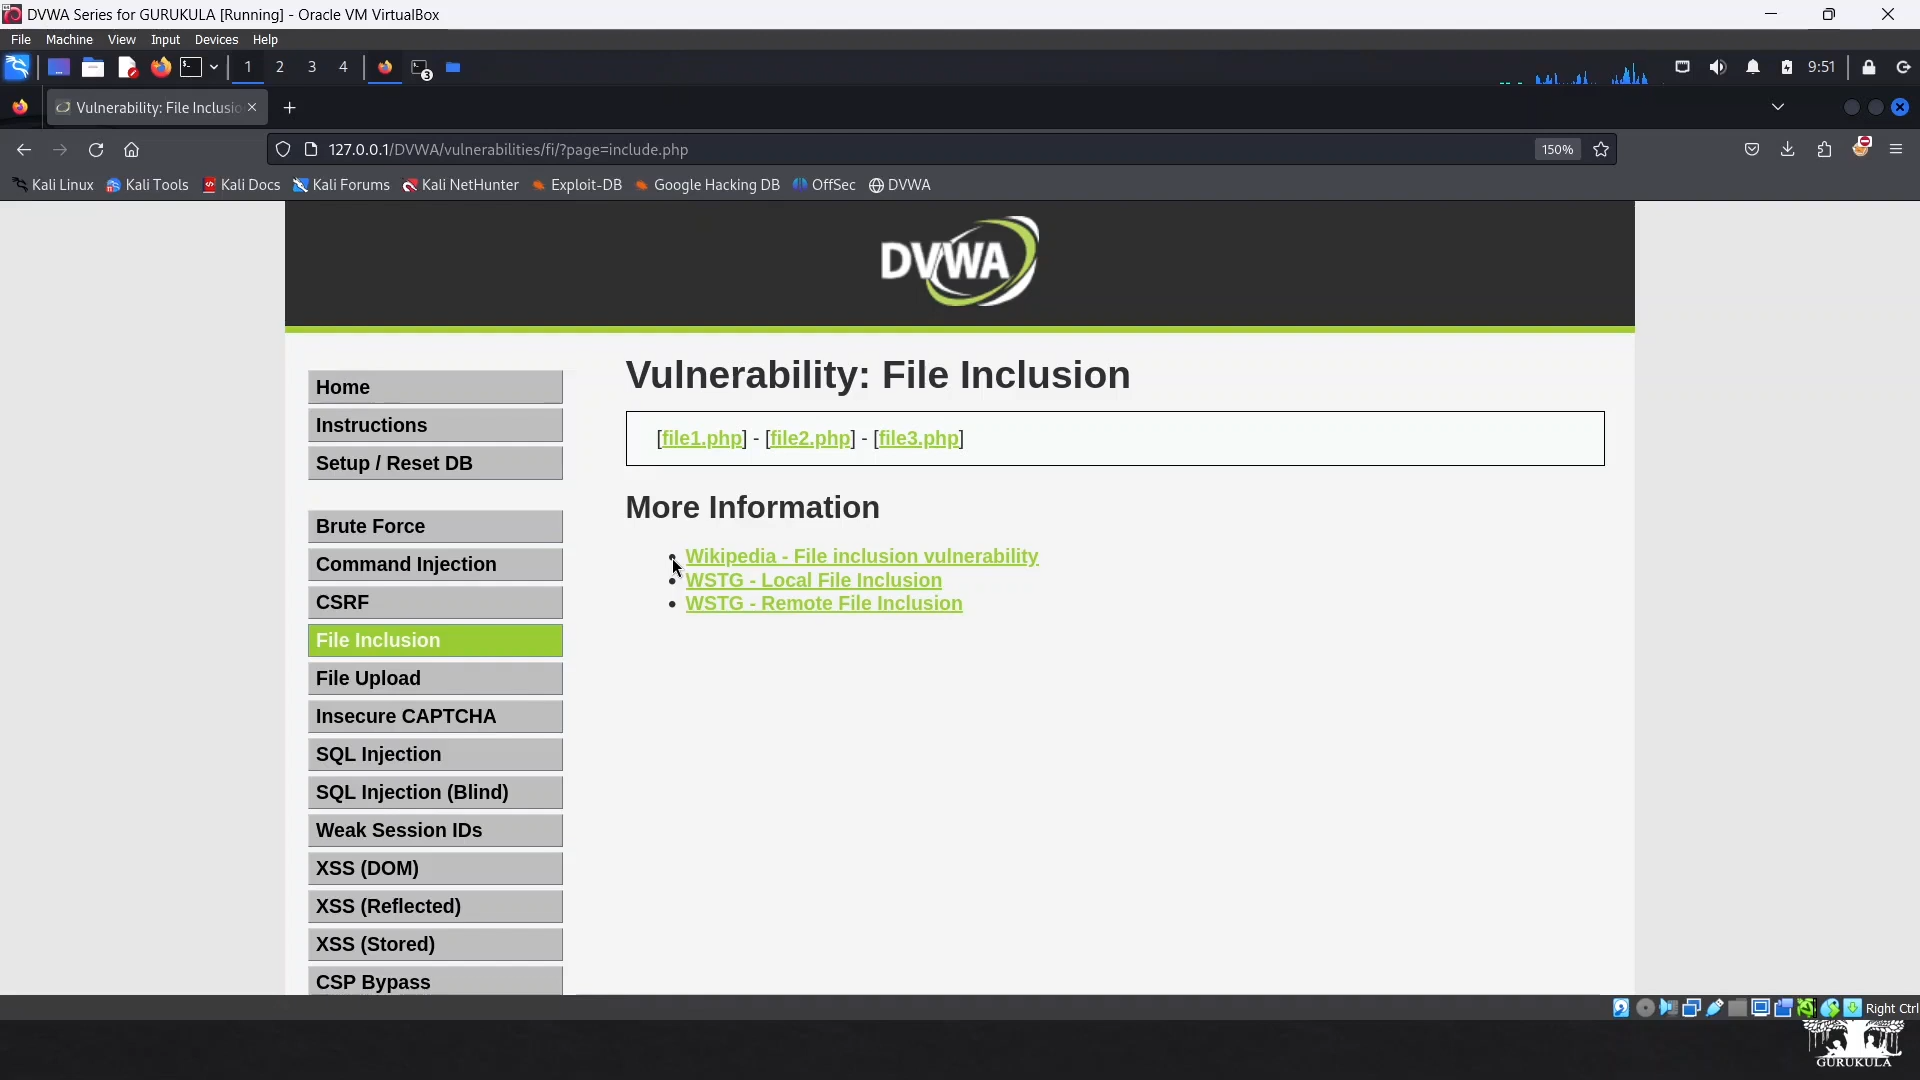 DVWA Series for GURUKULA [Running] - Oracle VM VirtualBox
File Machine View Input Devices Help
1 2 3 4 3 9:51
Vulnerability: File Inclusio
127.0.0.1/DVWA/vulnerabilities/fi/?page=include.php 150%
Kali Linux Kali Tools Kali Docs Kali Forums Kali NetHunter Exploit-DB Google Hacking DB OffSec DVWA
DVWA
Home
Instructions
Setup / Reset DB
Brute Force
Command Injection
CSRF
File Inclusion
File Upload
Insecure CAPTCHA
SQL Injection
SQL Injection (Blind)
Weak Session IDs
XSS (DOM)
XSS (Reflected)
XSS (Stored)
CSP Bypass
Vulnerability: File Inclusion
[file1.php] - [file2.php] - [file3.php]
More Information
Wikipedia - File inclusion vulnerability
WSTG - Local File Inclusion
WSTG - Remote File Inclusion
Right Ctrl
GURUKULA